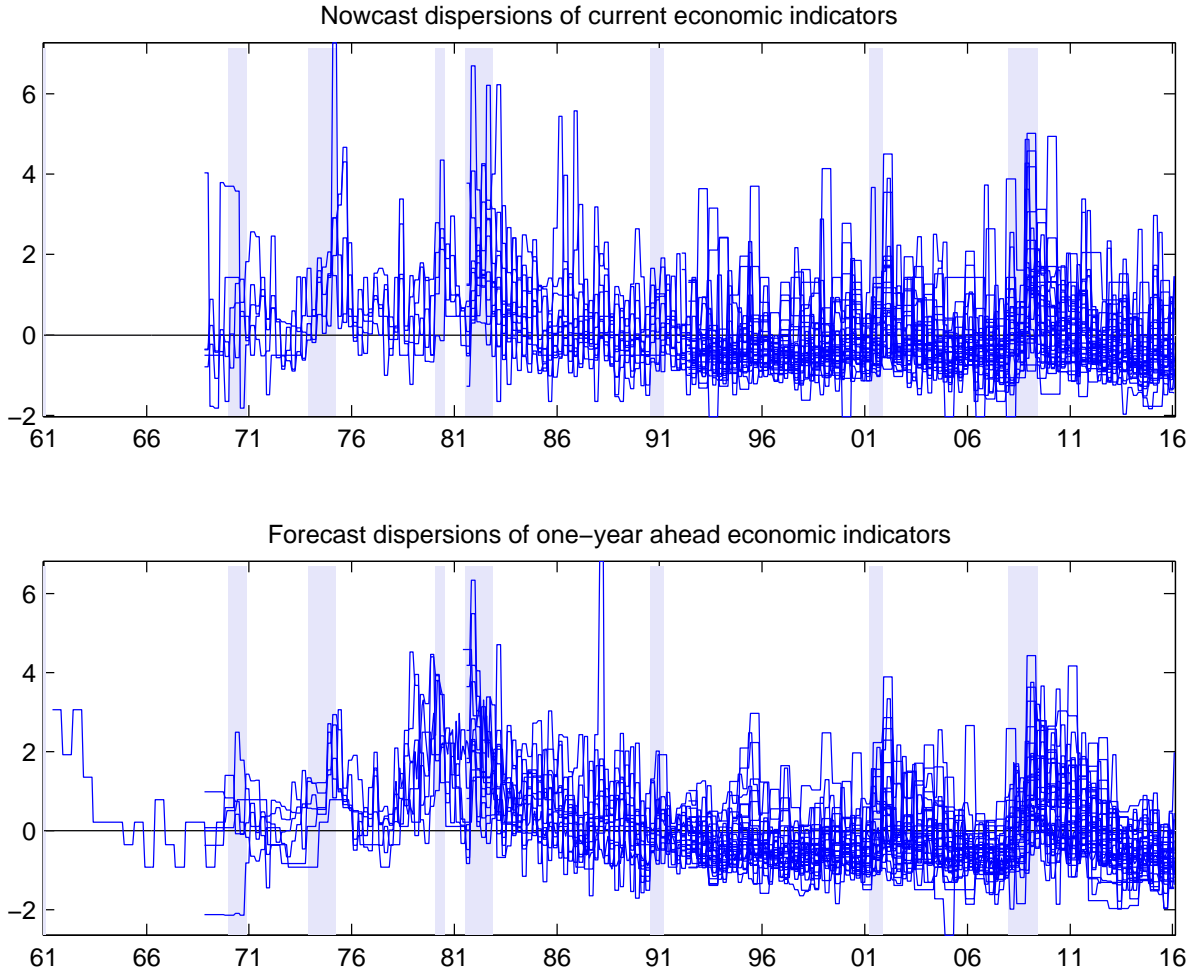 Nowcast dispersions of current economic indicators
6
4
2
0
−2
61 66 71 76 81 86 91 96 01 06 11 16
Forecast dispersions of one−year ahead economic indicators
6
4
2
0
−2
61 66 71 76 81 86 91 96 01 06 11 16